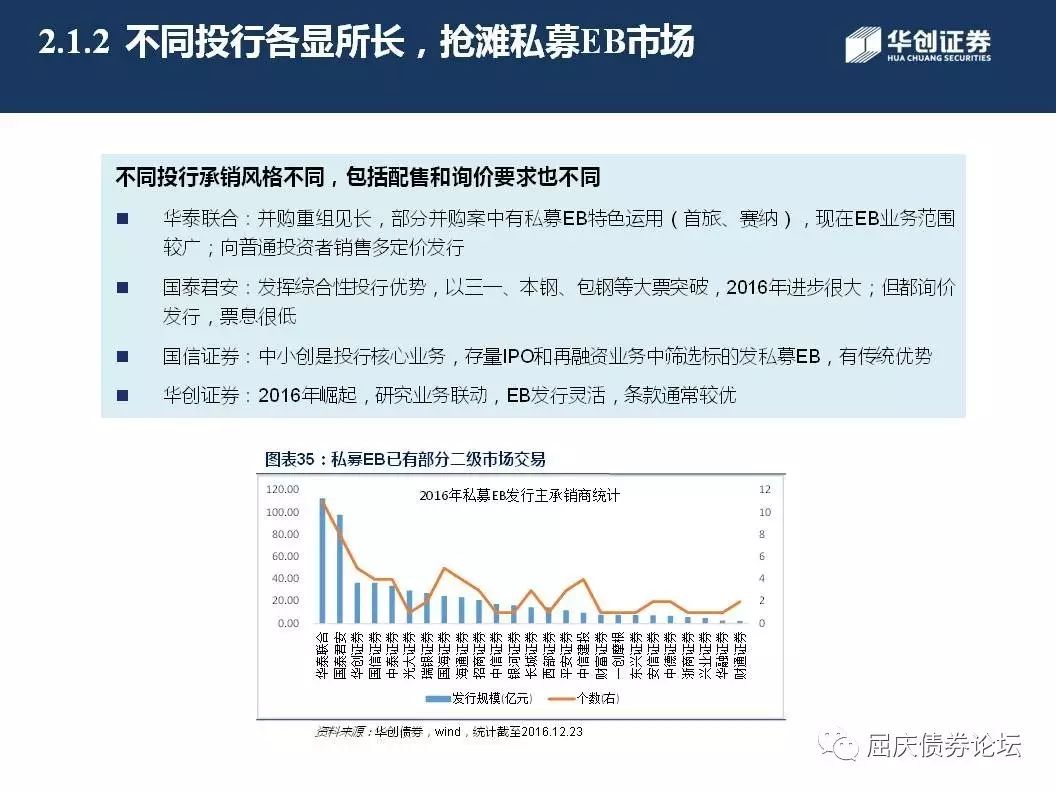 2.1.2 不同投行各显所长，抢滩私募EB市场
华创证券
HUA CHUANG SECURITIES
不同投行承销风格不同，包括配售和询价要求也不同
■ 华泰联合：并购重组见长，部分并购案中有私募EB特色运用（首旅、赛纳），现在EB业务范围
较广；向普通投资者销售多定价发行
■ 国泰君安：发挥综合性投行优势，以三一、本钢、包钢等大票突破，2016年进步很大；但都询价
发行，票息很低
■ 国信证券：中小创是投行核心业务，存量IPO和再融资业务中筛选标的发私募EB，有传统优势
■ 华创证券：2016年崛起，研究业务联动，EB发行灵活，条款通常较优
图表35：私募EB已有部分二级市场交易
2016年私募EB发行主承销商统计
120.00
100.00
80.00
60.00
40.00
20.00
0.00
12
10
8
6
4
2
0
华泰联合
国泰君安
华创证券
国信证券
中泰证券
光大证券
瑞银证券
国海证券
海通证券
招商证券
中信证券
银河证券
长城证券
西部证券
平安证券
中信建投
财富证券
一创摩根
东兴证券
安信证券
中德证券
浙商证券
兴业证券
华融证券
财通证券
发行规模(亿元) 个数(右)
资料来源：华创债券，wind，统计截至2016.12.23
屈庆债券论坛